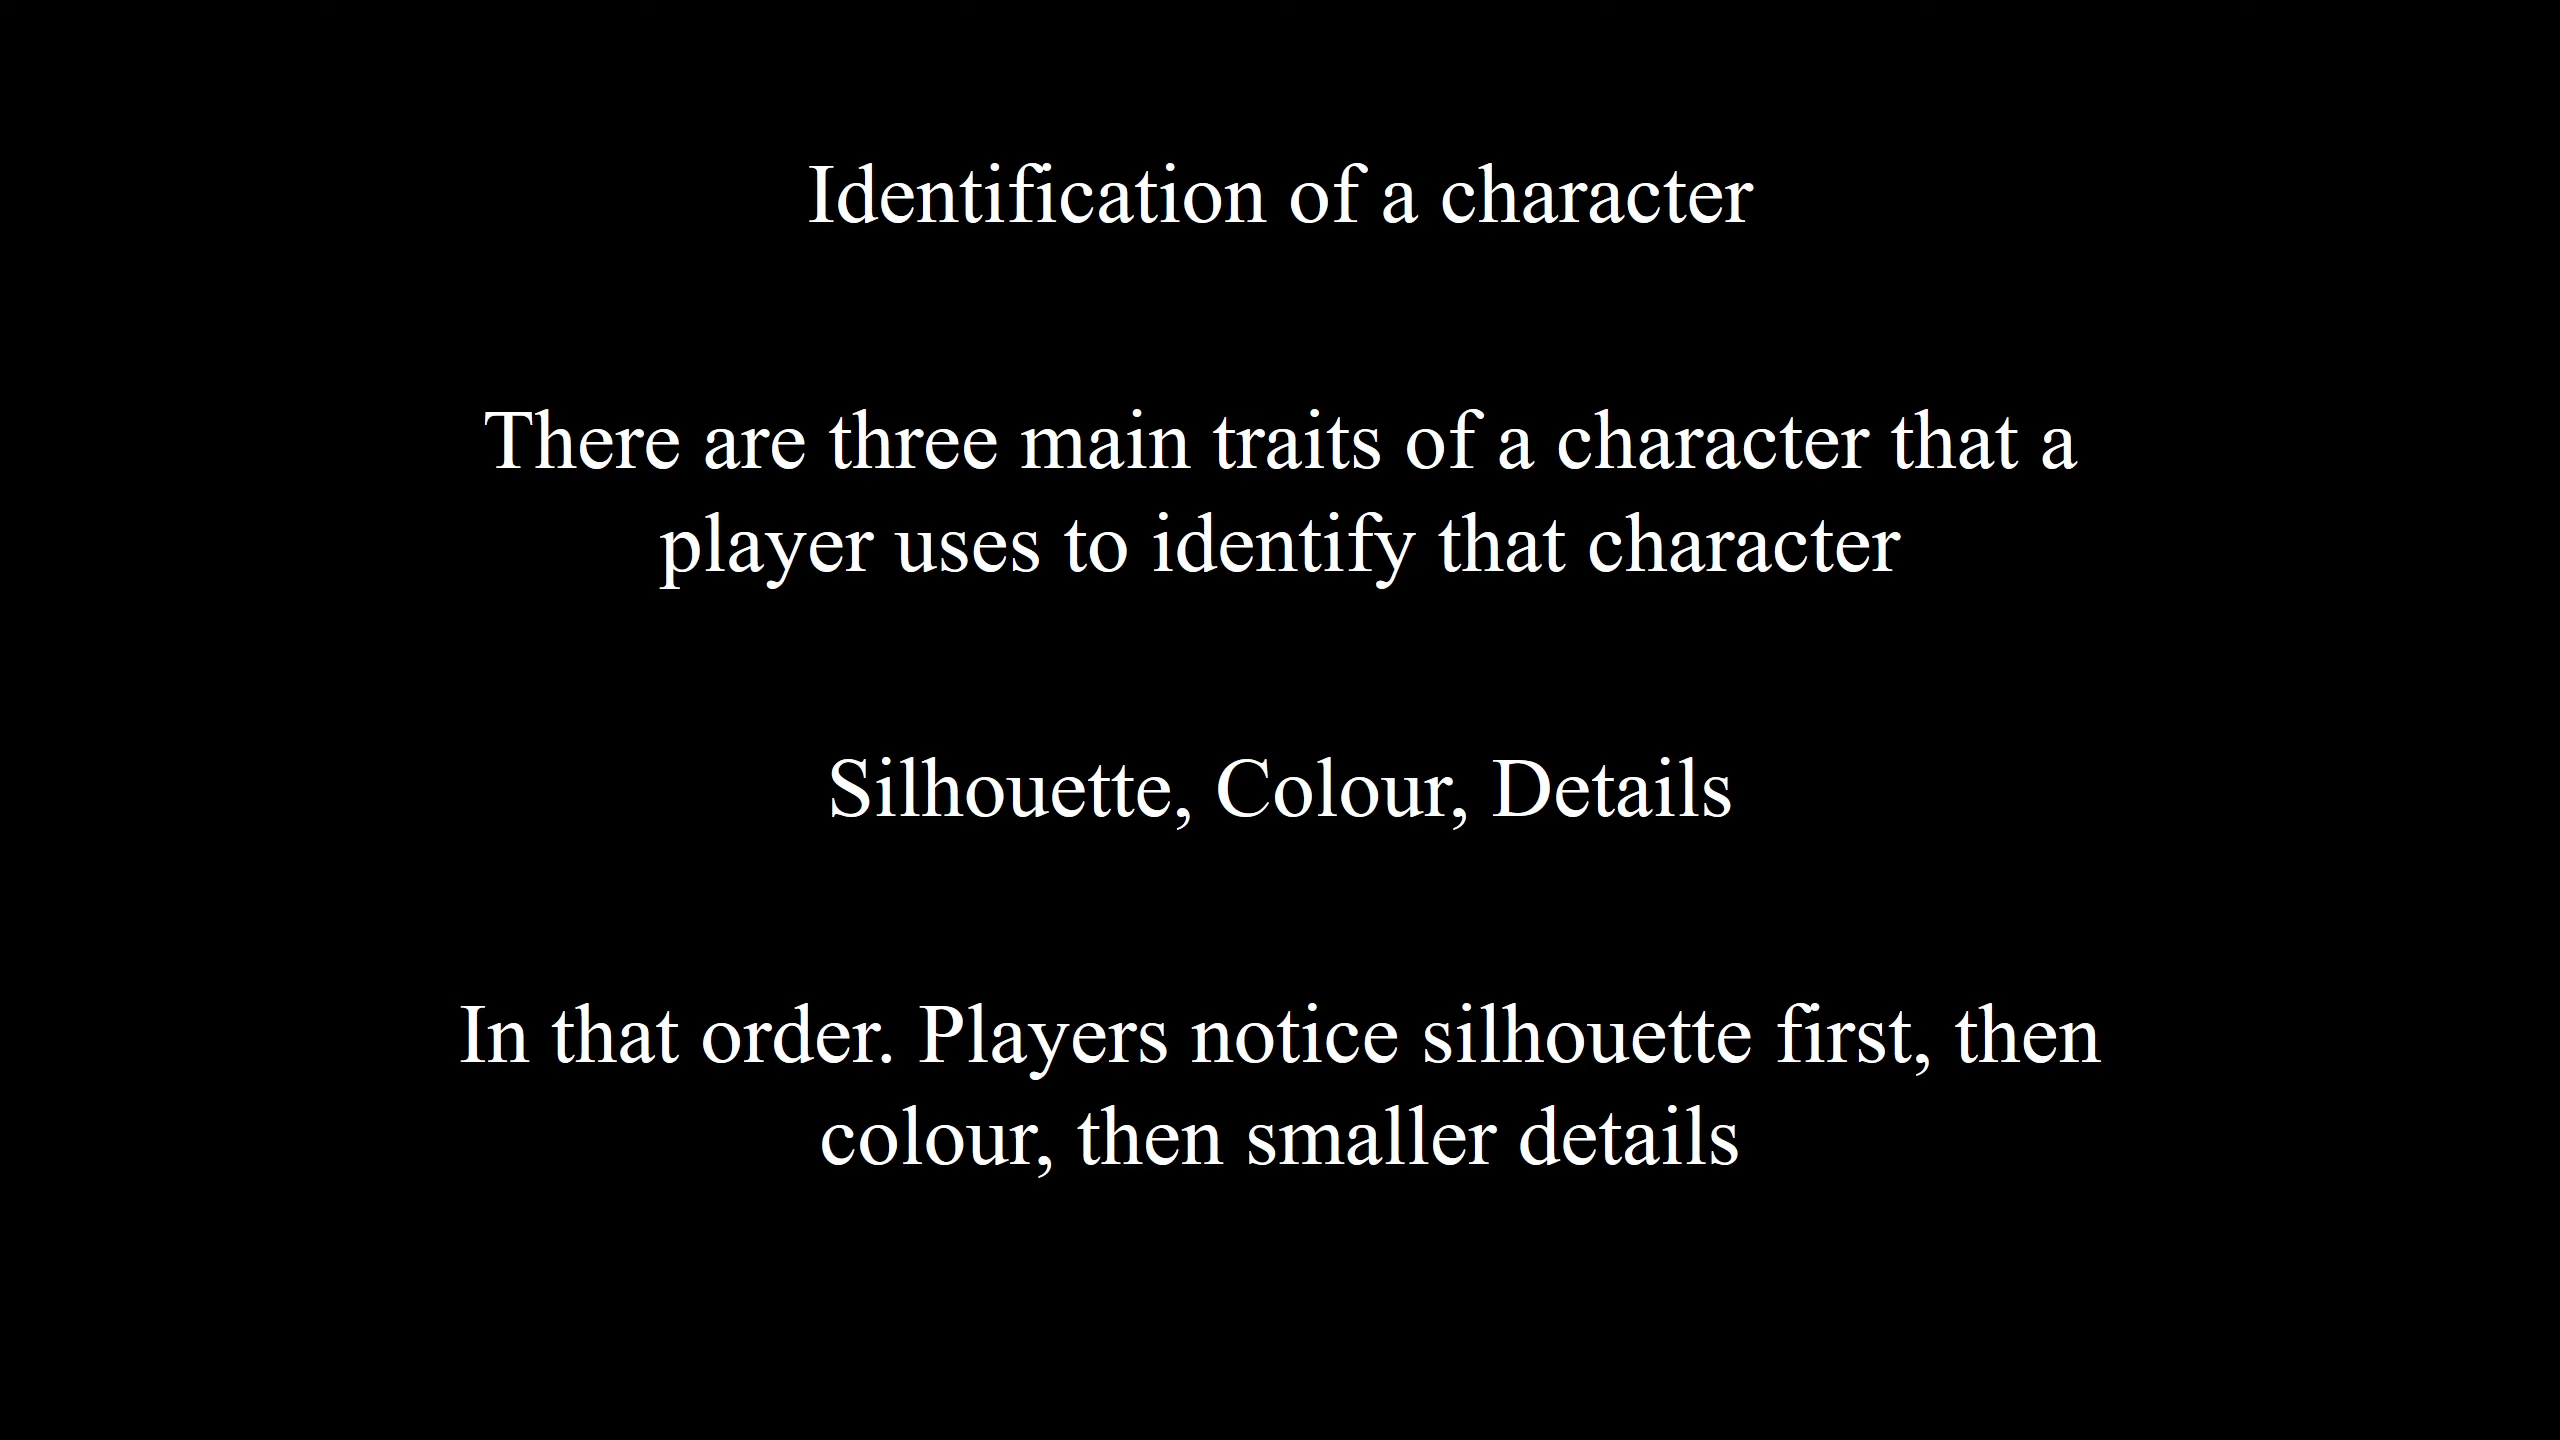 Identification of a character
There are three main traits of a character that a
player uses to identify that character
Silhouette, Colour, Details
In that order. Players notice silhouette first, then
colour, then smaller details